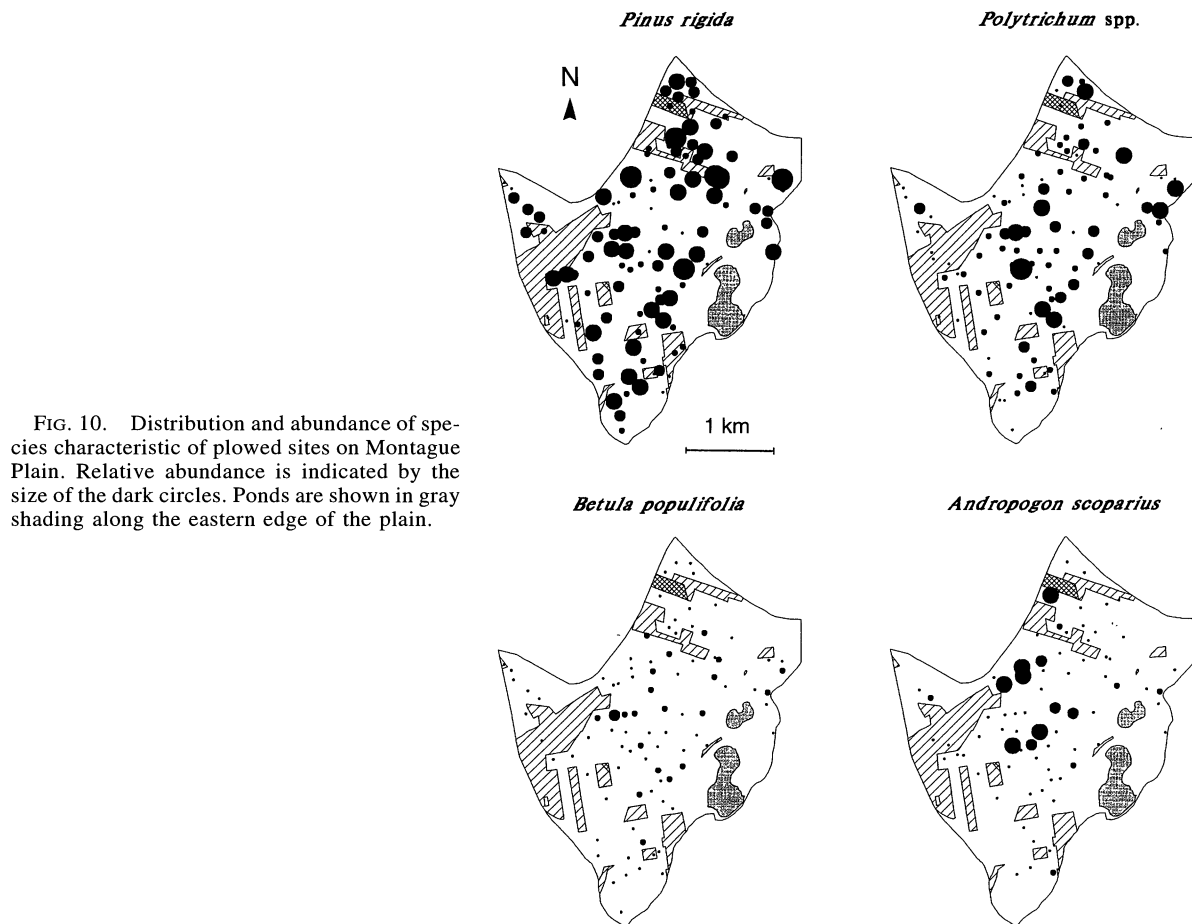 Pinus rigida
Polytrichum spp.
N
1 km
FIG. 10. Distribution and abundance of spe-
cies characteristic of plowed sites on Montague
Plain. Relative abundance is indicated by the
size of the dark circles. Ponds are shown in gray
shading along the eastern edge of the plain.
Betula populifolia
Andropogon scoparius